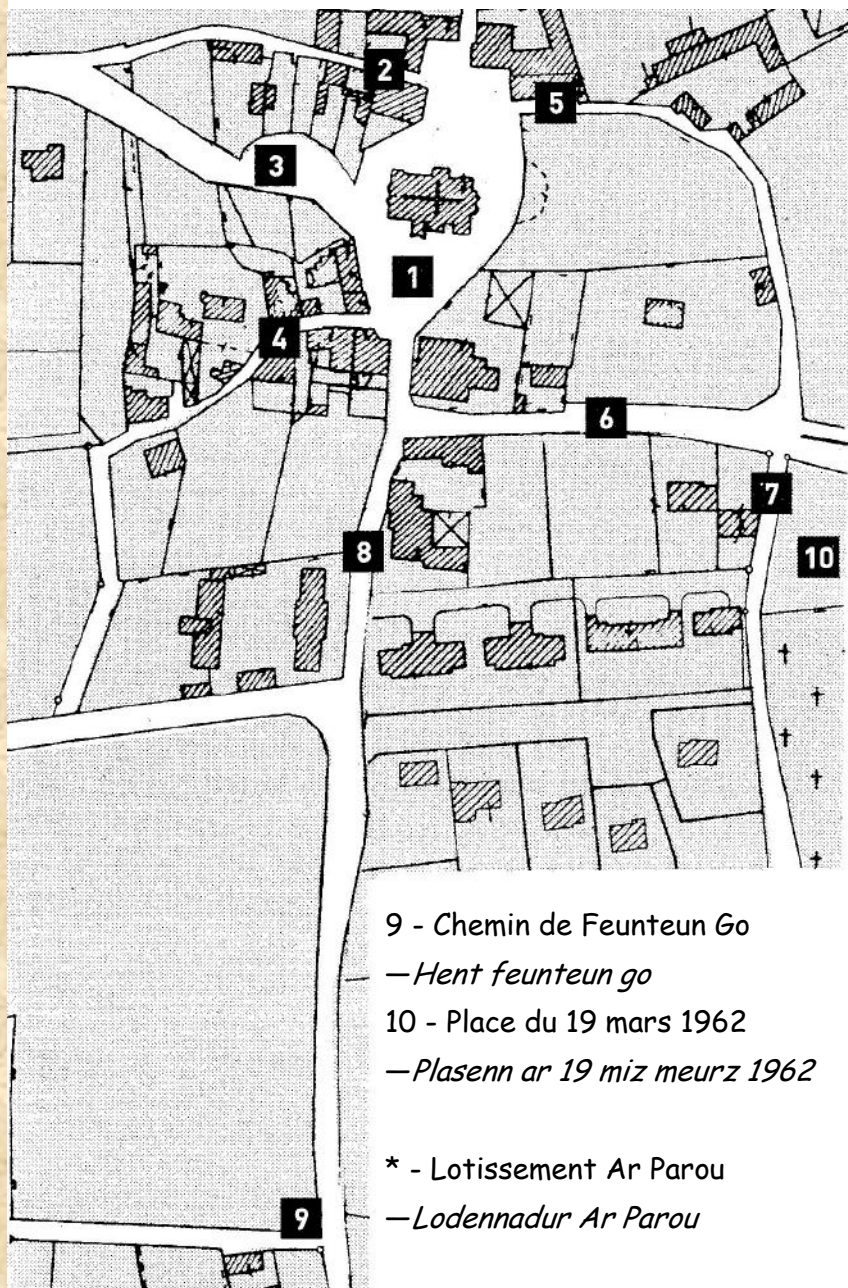 2
5
3
1
4
6
7
8
10
9 - Chemin de Feunteun Go
—Hent feunteun go
10 - Place du 19 mars 1962
—Plasenn ar 19 miz meurz 1962
* - Lotissement Ar Parou
—Lodennadur Ar Parou
9